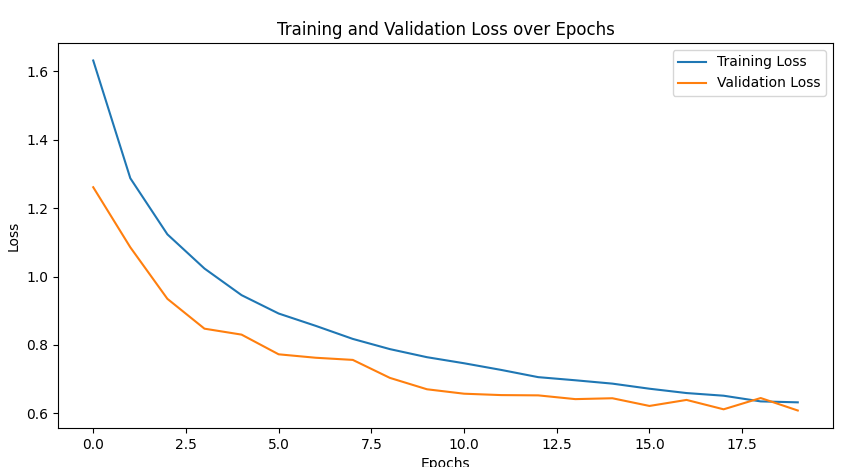 Training and Validation Loss over Epochs
Training Loss
Validation Loss
Loss
1.6
1.4
1.2
1.0
0.8
0.6
0.0 2.5 5.0 7.5 10.0 12.5 15.0 17.5
Epochs